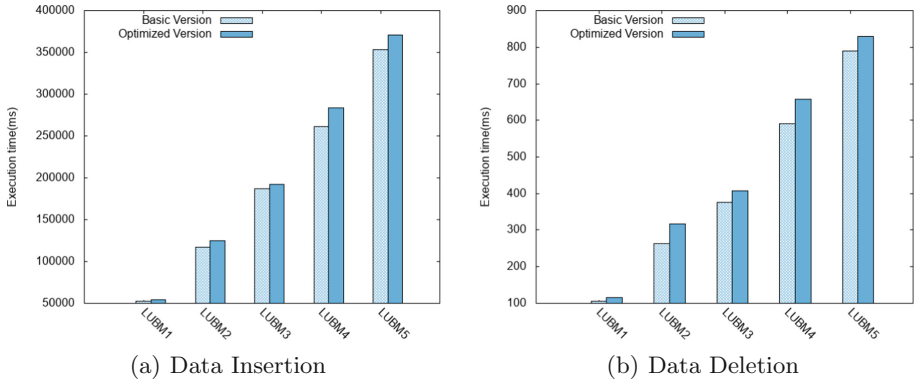 Basic Version
Optimized Version
Execution time(ms)
400000
350000
300000
250000
200000
150000
100000
50000
LUBM1
LUBM2
LUBM3
LUBM4
LUBM5
(a) Data Insertion
Basic Version
Optimized Version
Execution time(ms)
900
800
700
600
500
400
300
200
100
LUBM1
LUBM2
LUBM3
LUBM4
LUBM5
(b) Data Deletion